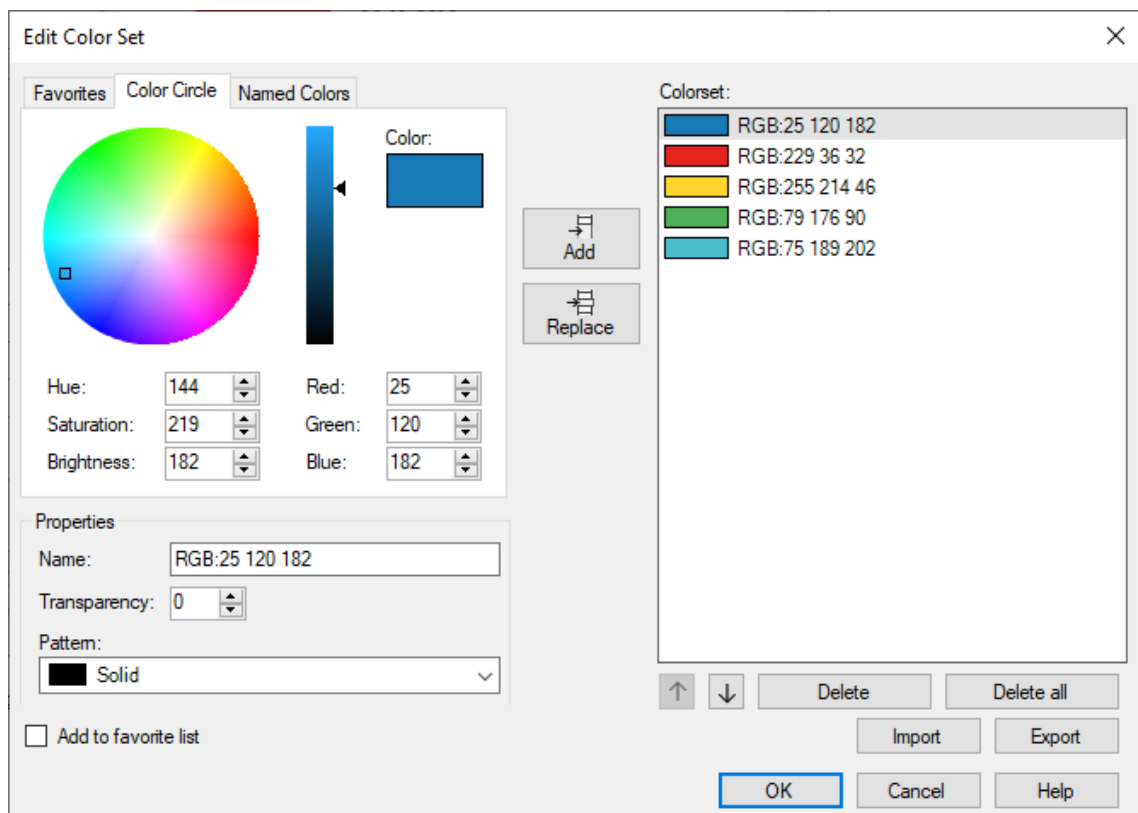 Edit Color Set
Favorites Color Circle Named Colors
Color:
Hue: 144 Red: 25
Saturation: 219 Green: 120
Brightness: 182 Blue: 182
Properties
Name: RGB:25 120 182
Transparency: 0
Pattern:
Solid
Add to favorite list
Add
Replace
Colorset:
RGB:25 120 182
RGB:229 36 32
RGB:255 214 46
RGB:79 176 90
RGB:75 189 202
Delete Delete all
Import Export
OK Cancel Help